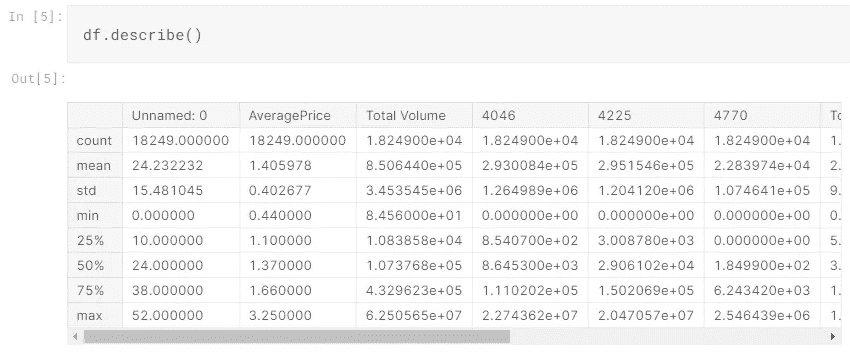 In [5]:
df.describe()
Out[5]:
Unnamed: 0 AveragePrice Total Volume 4046 4225 4770
count 18249.000000 18249.000000 1.824900e+04 1.824900e+04 1.824900e+04 1.824900e+04 1.
mean 24.232232 1.405978 8.506440e+05 2.930084e+05 2.951546e+05 2.283974e+04 2.
std 15.481045 0.402677 3.453545e+06 1.264989e+06 1.204120e+06 1.074641e+05 9.
min 0.000000 0.440000 8.456000e+01 0.000000e+00 0.000000e+00 0.000000e+00 0.
25% 10.000000 1.100000 1.083858e+04 8.540700e+02 3.008780e+03 0.000000e+00 5.
50% 24.000000 1.370000 1.073768e+05 8.645300e+03 2.906102e+04 1.849900e+02 3.
75% 38.000000 1.660000 4.329623e+05 1.110202e+05 1.502069e+05 6.243420e+03 1.
max 52.000000 3.250000 6.250565e+07 2.274362e+07 2.047057e+07 2.546439e+06 1.